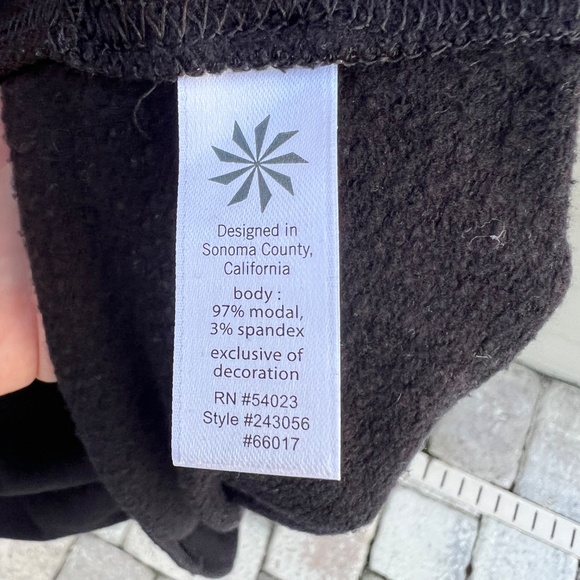 Designed in
Sonoma County,
California
body :
97% modal,
3% spandex
exclusive of
decoration
RN #54023
Style #243056
#66017